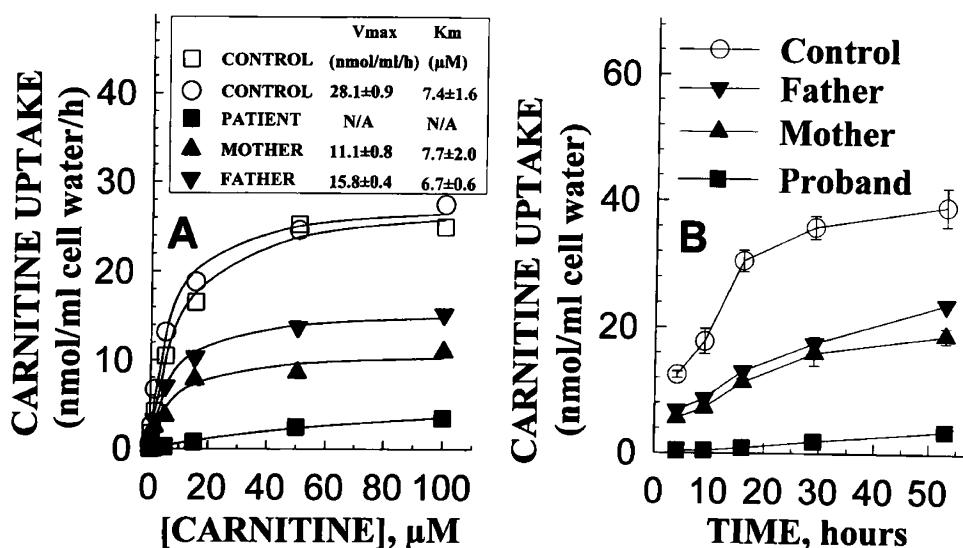 Vmax Km
CONTROL (nmol/ml/h) (μM)
CONTROL 28.1±0.9 7.4±1.6
PATIENT N/A N/A
MOTHER 11.1±0.8 7.7±2.0
FATHER 15.8±0.4 6.7±0.6
A
CARNITINE UPTAKE
(nmol/ml cell water/h)
40
30
20
10
0
0 20 40 60 80 100
[CARNITINE], μM
Control
Father
Mother
Proband
B
CARNITINE UPTAKE
(nmol/ml cell water)
60
40
20
0
0 10 20 30 40 50
TIME, hours